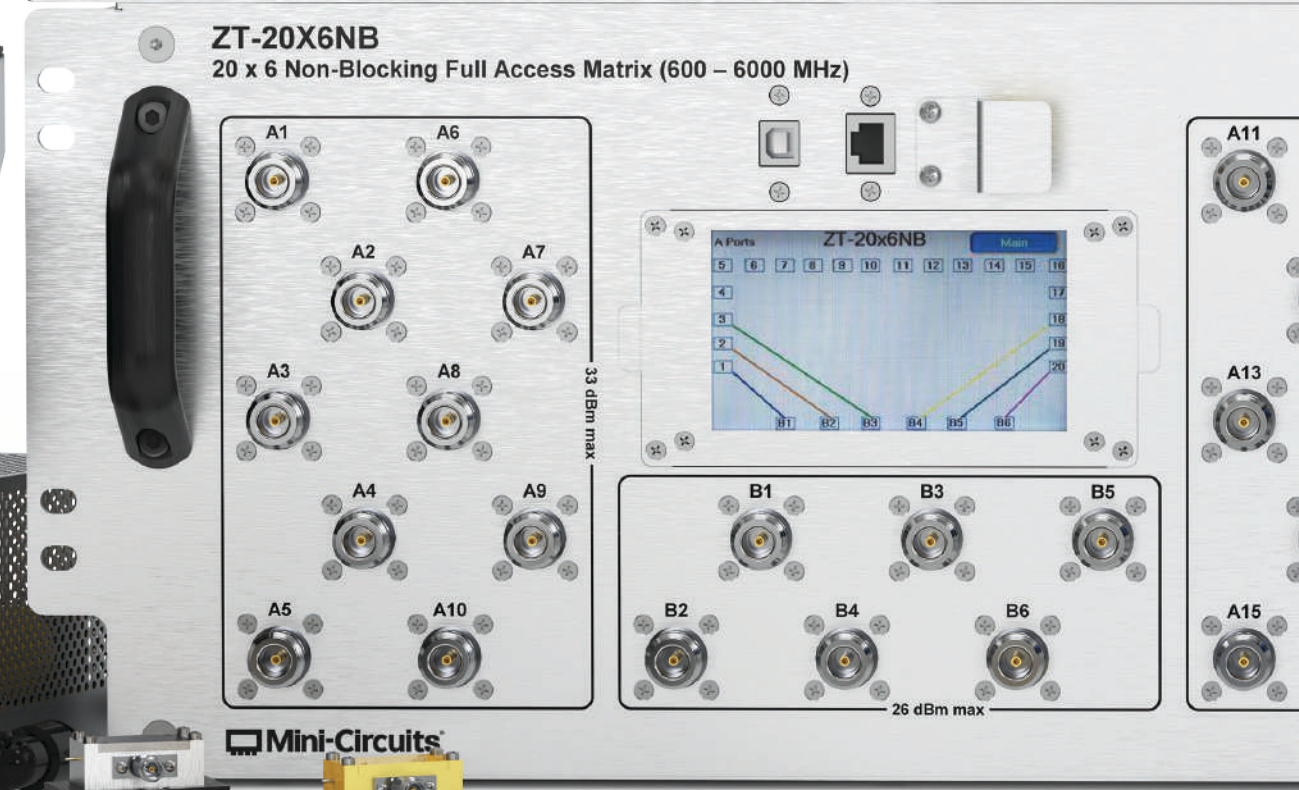 ZT-20X6NB
20 x 6 Non-Blocking Full Access Matrix (600 – 6000 MHz)
A1
A6
A2
A7
A3
A8
A4
A9
A5
A10
33 dBm max
A Ports
ZT-20x6NB
Main
5 6 7 8 9 10 11 12 13 14 15 16
4 17
3 18
2 19
1 20
B1 B2 B3 B4 B5 B6
B1 B3 B5
B2 B4 B6
26 dBm max
A11
A13
A15
Mini-Circuits